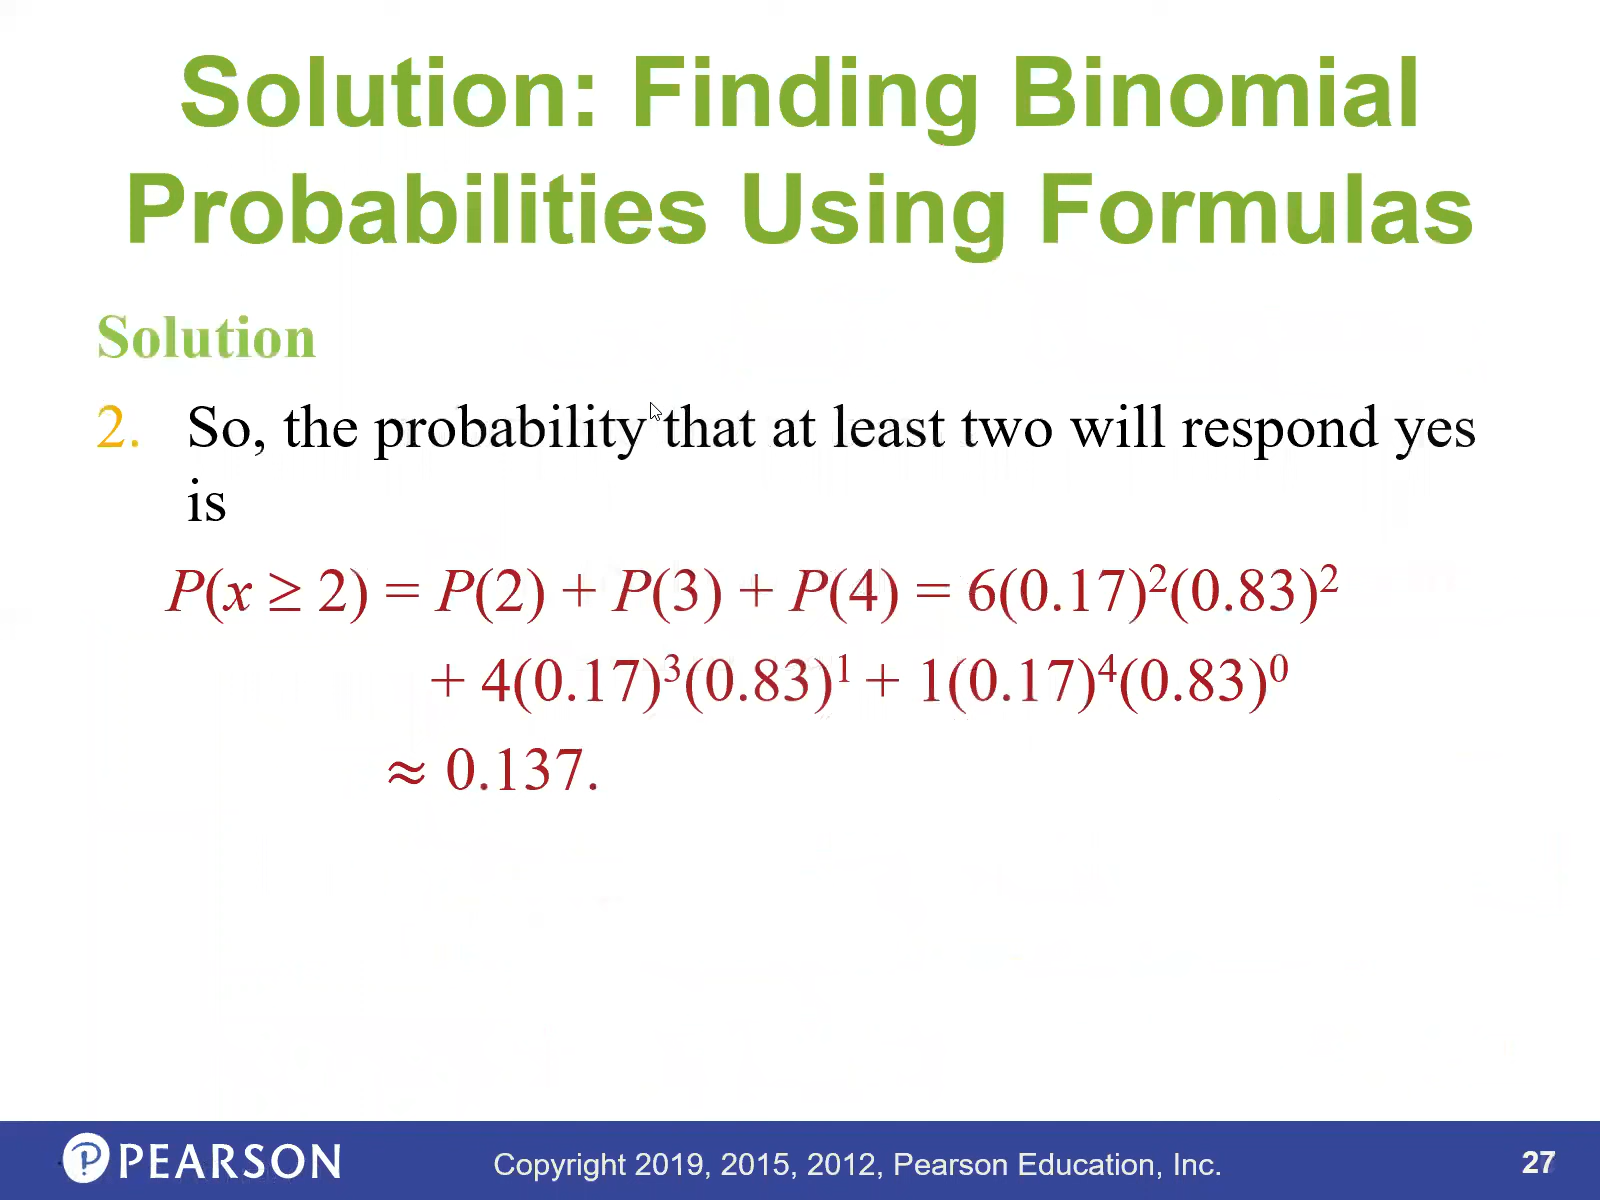 Solution: Finding Binomial
Probabilities Using Formulas
Solution
2. So, the probability that at least two will respond yes
is
P(x ≥ 2) = P(2) + P(3) + P(4) = 6(0.17)²(0.83)²
+ 4(0.17)³(0.83)¹ + 1(0.17)⁴(0.83)⁰
≈ 0.137.
PEARSON Copyright 2019, 2015, 2012, Pearson Education, Inc. 27